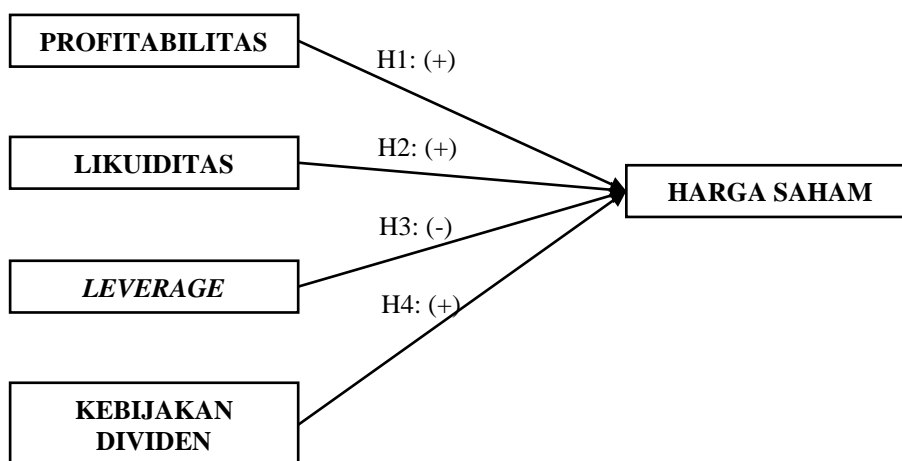 PROFITABILITAS
H1: (+)
LIKUIDITAS
H2: (+)
HARGA SAHAM
H3: (-)
LEVERAGE
H4: (+)
KEBIJAKAN
DIVIDEN